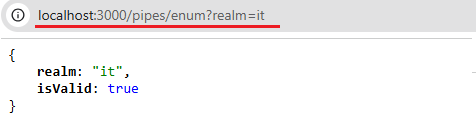 localhost:3000/pipes/enum?realm=it
{
realm: "it",
isValid: true
}